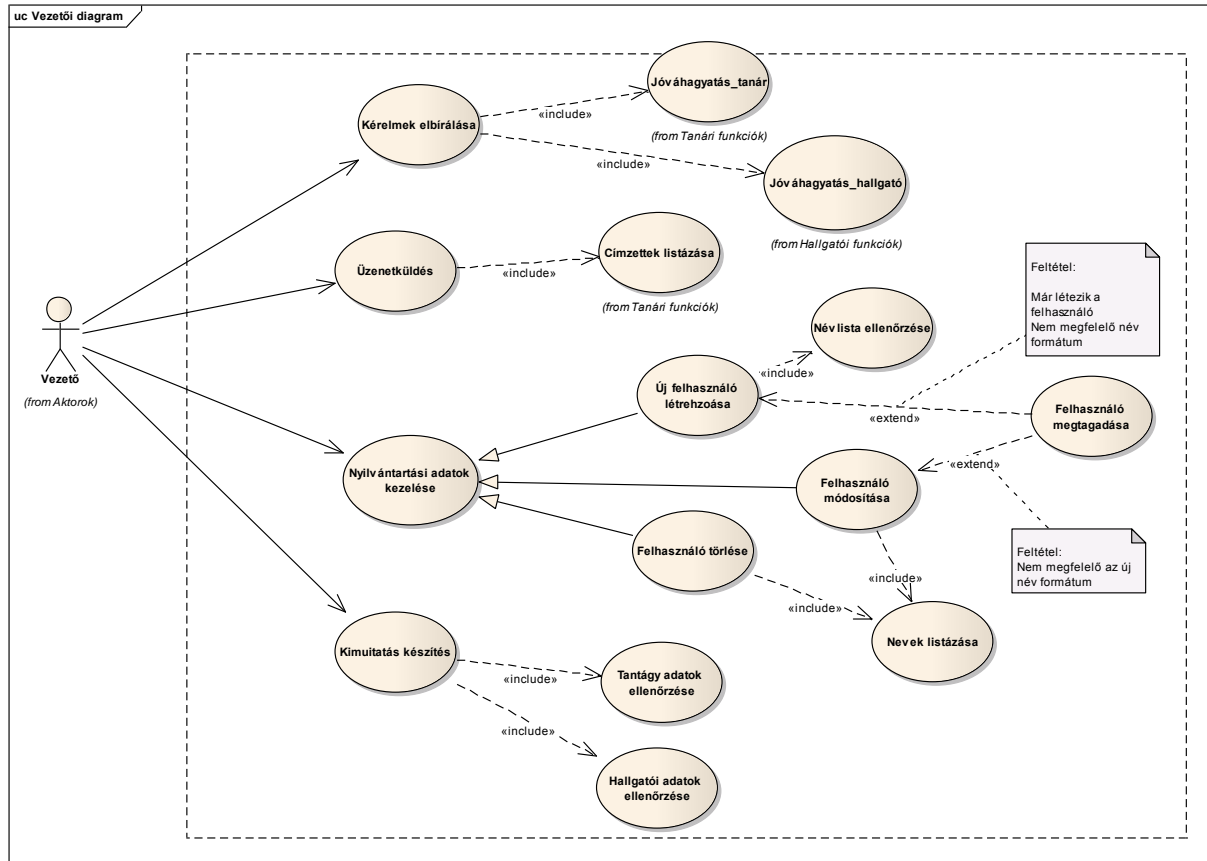 uc Vezetői diagram
Jóváhagyatás_tanár
(from Tanári funkciók)
Kérelmek elbírálása
«include»
«include»
Jóváhagyatás_hallgató
(from Hallgatói funkciók)
Üzenetküldés
«include»
Címzettek listázása
(from Tanári funkciók)
Feltétel:
Már létezik a
felhasználó
Nem megfelelő név
formátum
Vezető
(from Aktorok)
Névlista ellenőrzése
«include»
Új felhasználó
létrehzoása
«extend»
Felhasználó
megtagadása
Nyilvántartási adatok
kezelése
Felhasználó
módosítása
«extend»
Felhasználó törlése
Feltétel:
Nem megfelelő az új
név formátum
«include»
«include»
Nevek listázása
Kimuitatás készítés
«include»
Tantágy adatok
ellenőrzése
«include»
Hallgatói adatok
ellenőrzése